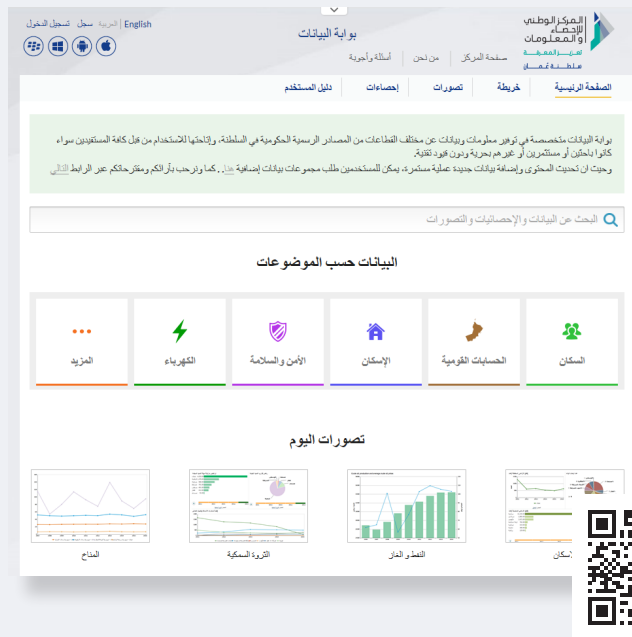 English | العربية سجل تسجيل الدخول
المركز الوطني
للإحصاء
و المعلومات
لتعزيز المعرفة
سلطنة عمان
بوابة البيانات
صفحة المركز | من نحن | أسئلة وأجوبة
الصفحة الرئيسية | خريطة | تصورات | إحصاءات | دليل المستخدم
بوابة البيانات متخصصة في توفير معلومات وبيانات عن مختلف القطاعات من المصادر الرسمية الحكومية في السلطنة، وإتاحتها للاستخدام من قبل كافة المستفيدين سواء
كانوا باحثين أو مستثمرين أو غيرهم بحرية ودون قيود تقنية.
وحيث ان تحديث المحتوى وإضافة بيانات جديدة عملية مستمرة، يمكن للمستخدمين طلب مجموعات بيانات إضافية هنا.. كما ونرحب بآرائكم ومقترحاتكم عبر الرابط التالي
البحث عن البيانات والإحصائيات والتصورات
البيانات حسب الموضوعات
السكان
الحسابات القومية
الإسكان
الأمن والسلامة
الكهرباء
المزيد
تصورات اليوم
النفط و الغاز
الثروة السمكية
المناخ